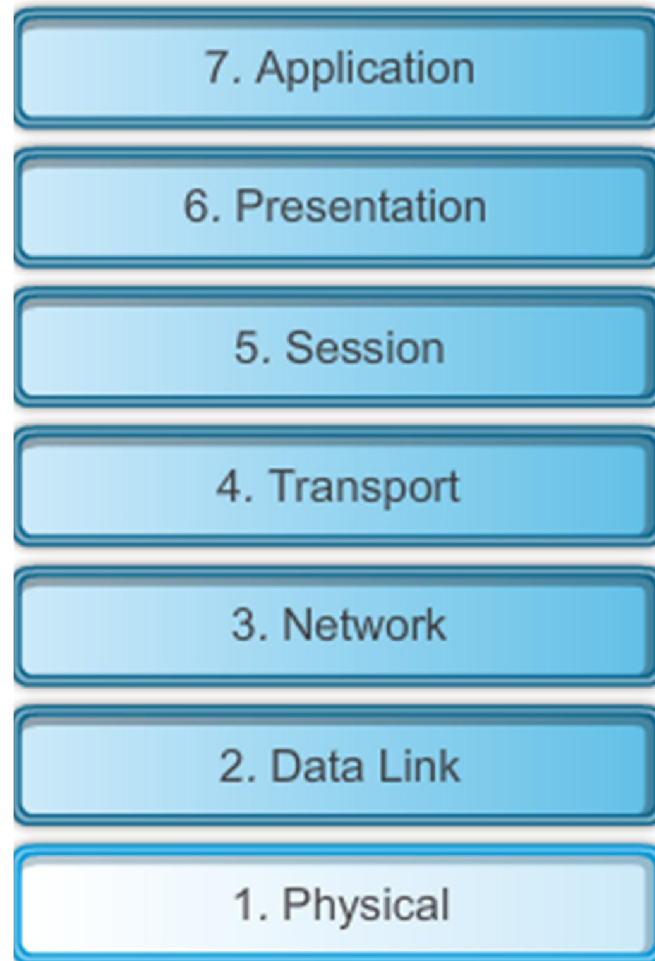 7. Application
6. Presentation
5. Session
4. Transport
3. Network
2. Data Link
1. Physical